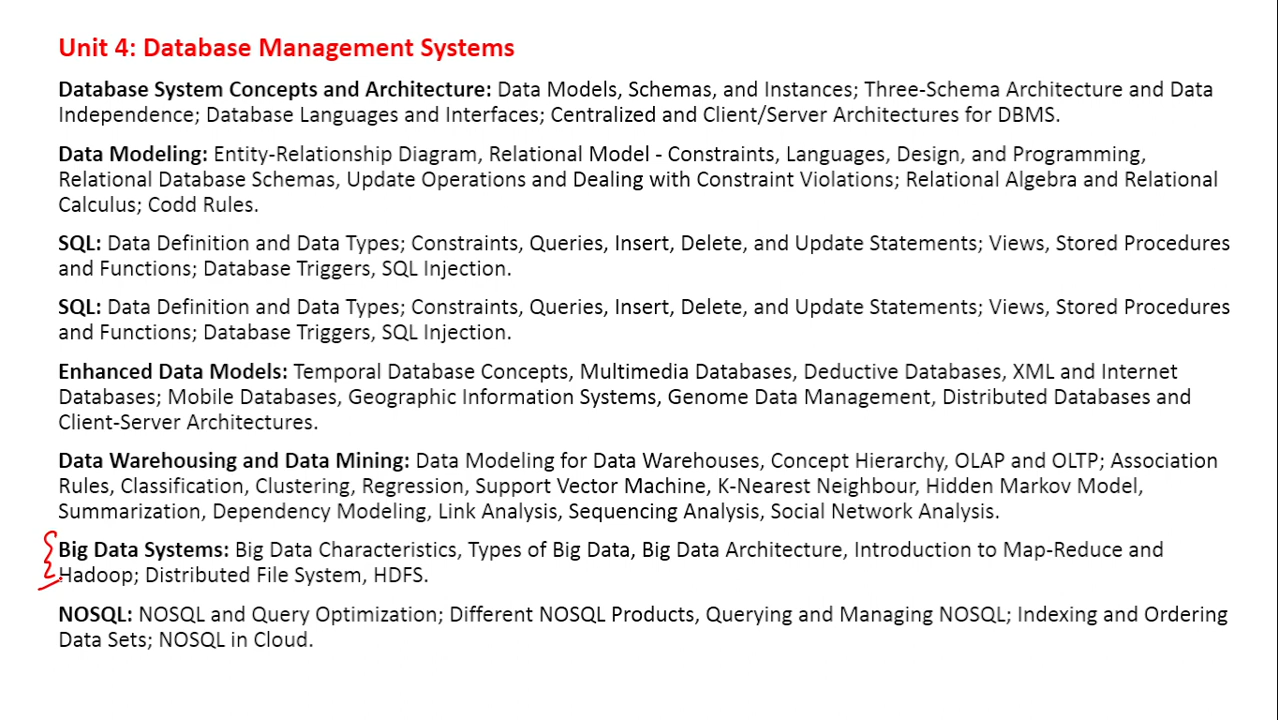 Unit 4: Database Management Systems
Database System Concepts and Architecture: Data Models, Schemas, and Instances; Three-Schema Architecture and Data
Independence; Database Languages and Interfaces; Centralized and Client/Server Architectures for DBMS.
Data Modeling: Entity-Relationship Diagram, Relational Model - Constraints, Languages, Design, and Programming,
Relational Database Schemas, Update Operations and Dealing with Constraint Violations; Relational Algebra and Relational
Calculus; Codd Rules.
SQL: Data Definition and Data Types; Constraints, Queries, Insert, Delete, and Update Statements; Views, Stored Procedures
and Functions; Database Triggers, SQL Injection.
SQL: Data Definition and Data Types; Constraints, Queries, Insert, Delete, and Update Statements; Views, Stored Procedures
and Functions; Database Triggers, SQL Injection.
Enhanced Data Models: Temporal Database Concepts, Multimedia Databases, Deductive Databases, XML and Internet
Databases; Mobile Databases, Geographic Information Systems, Genome Data Management, Distributed Databases and
Client-Server Architectures.
Data Warehousing and Data Mining: Data Modeling for Data Warehouses, Concept Hierarchy, OLAP and OLTP; Association
Rules, Classification, Clustering, Regression, Support Vector Machine, K-Nearest Neighbour, Hidden Markov Model,
Summarization, Dependency Modeling, Link Analysis, Sequencing Analysis, Social Network Analysis.
Big Data Systems: Big Data Characteristics, Types of Big Data, Big Data Architecture, Introduction to Map-Reduce and
Hadoop; Distributed File System, HDFS.
NOSQL: NOSQL and Query Optimization; Different NOSQL Products, Querying and Managing NOSQL; Indexing and Ordering
Data Sets; NOSQL in Cloud.